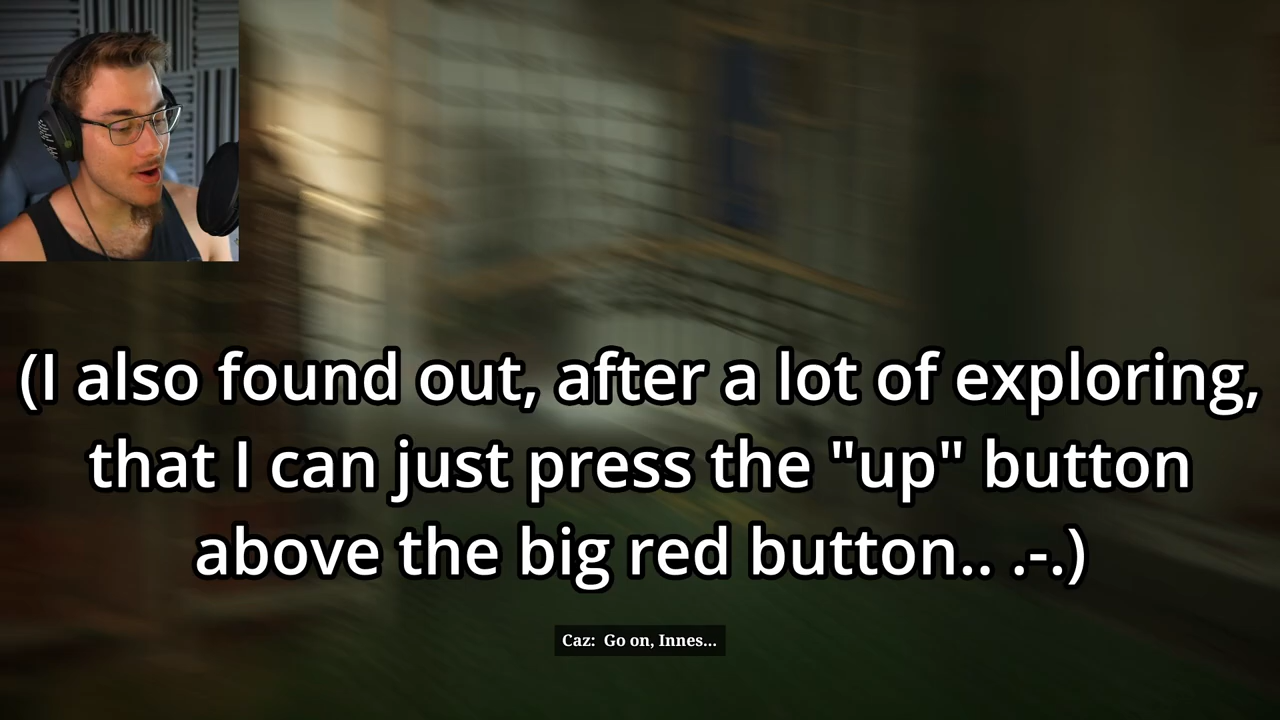 (I also found out, after a lot of exploring,
that I can just press the "up" button
above the big red button.. .-.)
Caz: Go on, Innes...